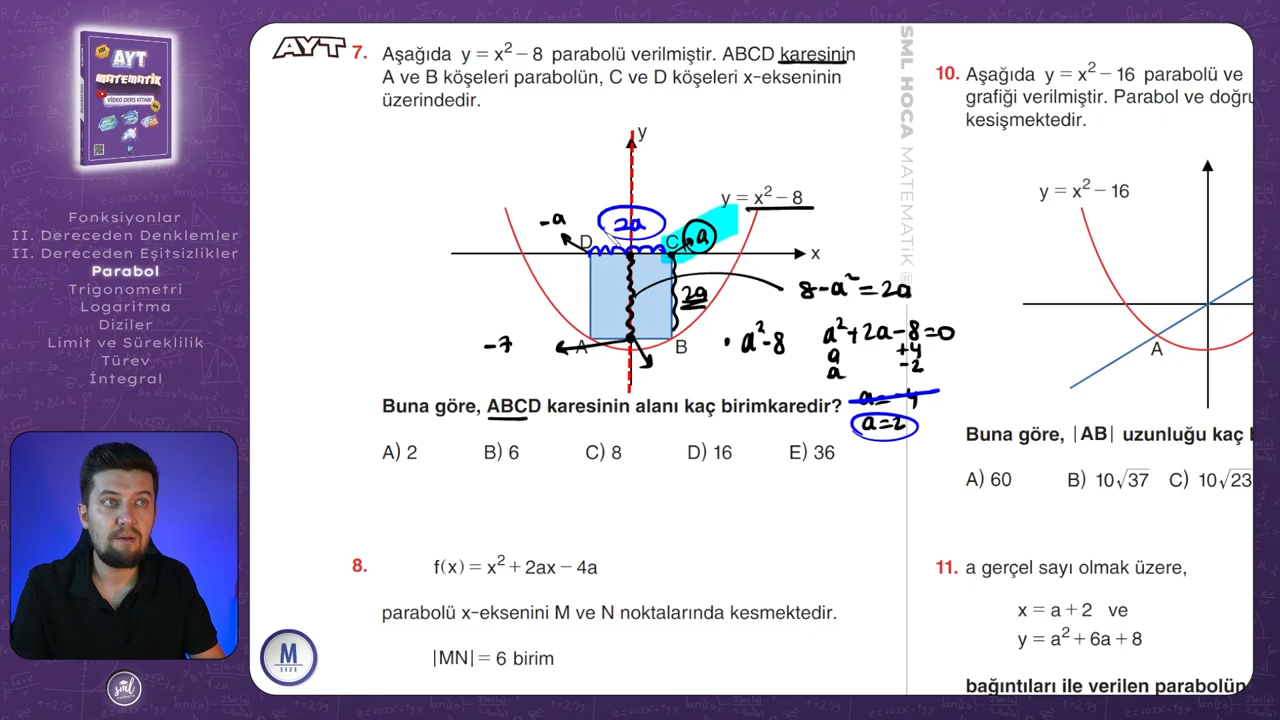 AYT
MATEMATİK
VİDEO DERS KİTABI
Fonksiyonlar
II. Dereceden Denklemler
II. Dereceden Eşitsizlikler
Parabol
Trigonometri
Logaritma
Diziler
Limit ve Süreklilik
Türev
İntegral
sml
AYT
7. Aşağıda y = x² − 8 parabolü verilmiştir. ABCD karesinin
A ve B köşeleri parabolün, C ve D köşeleri x-ekseninin
üzerindedir.
y
y = x² − 8
-a
2a
D
C
a
x
2a
8-a²=2a
-7
A
B
a²-8
a²+2a-8=0
a +4
a -2
a=-4
a=2
Buna göre, ABCD karesinin alanı kaç birimkaredir?
A) 2 B) 6 C) 8 D) 16 E) 36
8. f(x) = x² + 2ax − 4a
parabolü x-eksenini M ve N noktalarında kesmektedir.
|MN| = 6 birim
M
SIZE
SML HOCA MATEMATİK
10. Aşağıda y = x² − 16 parabolü ve
grafiği verilmiştir. Parabol ve doğru
kesişmektedir.
y = x² − 16
A
Buna göre, |AB| uzunluğu kaç b
A) 60 B) 10√37 C) 10√23
11. a gerçel sayı olmak üzere,
x = a + 2 ve
y = a² + 6a + 8
bağıntıları ile verilen parabolün